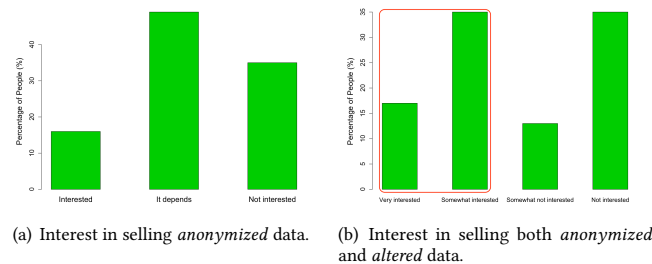 Percentage of People (%)
0
10
20
30
40
Interested
It depends
Not interested
(a) Interest in selling anonymized data.
Percentage of People (%)
0
5
10
15
20
25
30
35
Very interested
Somewhat interested
Somewhat not interested
Not interested
(b) Interest in selling both anonymized
and altered data.